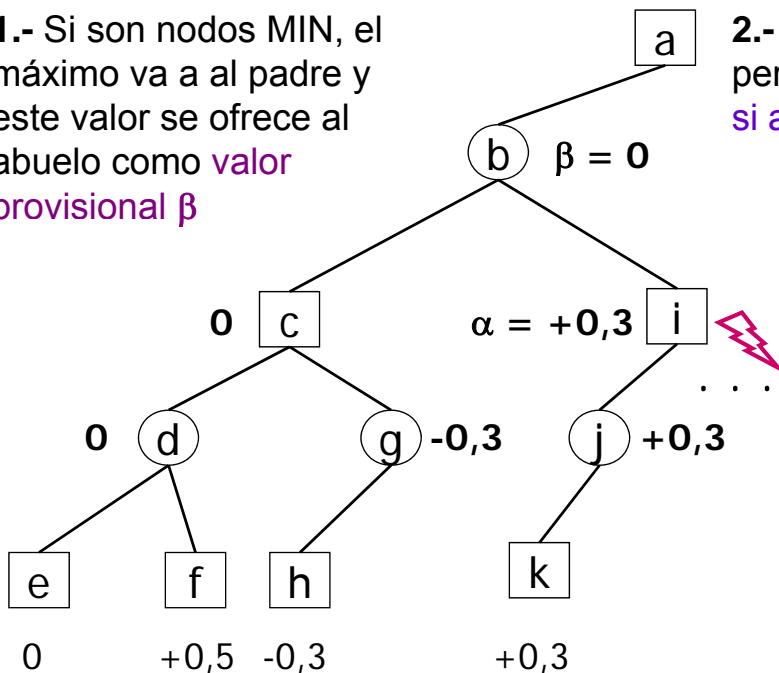 1.- Si son nodos MIN, el
máximo va a al padre y
este valor se ofrece al
abuelo como valor
provisional β
2.-
si
a
b β = 0
0 c α = +0,3 i
. . .
0 d g -0,3 j +0,3
e f h k
0 +0,5 -0,3 +0,3